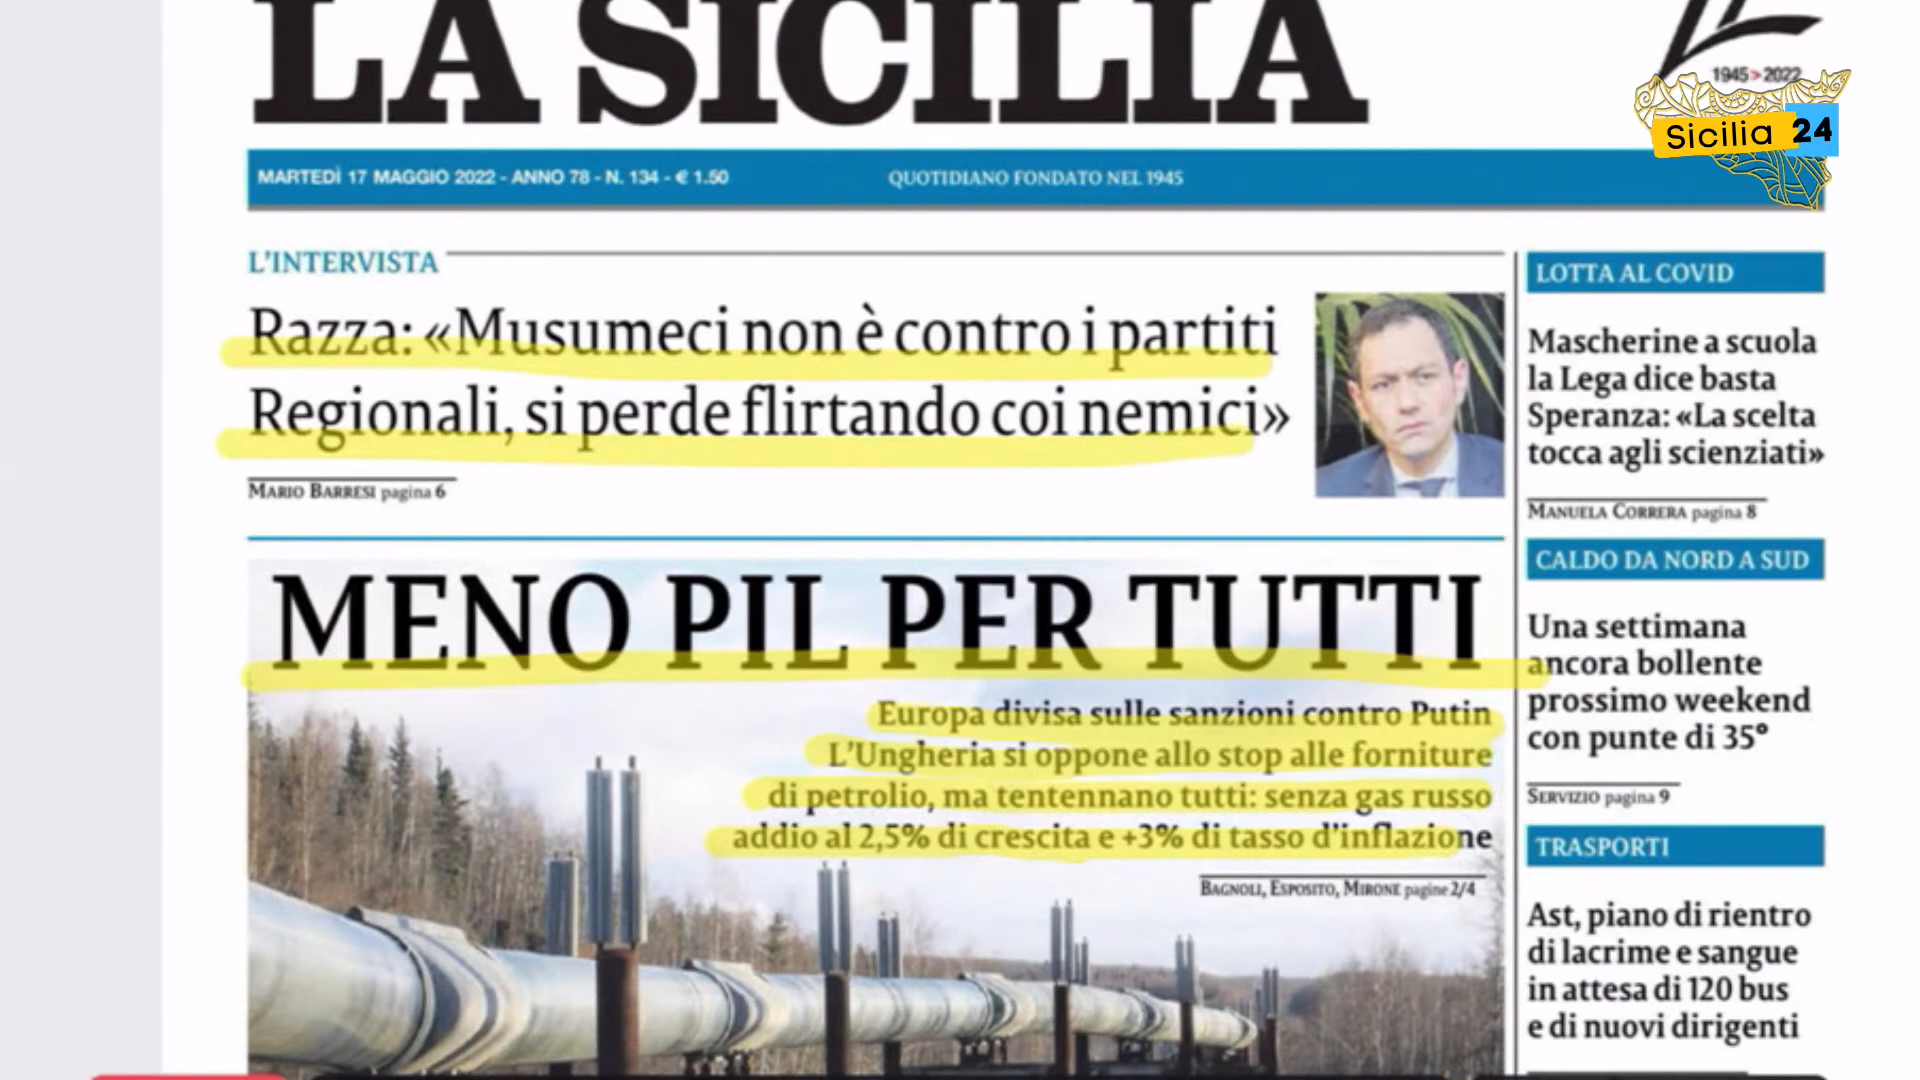 LA SICILIA
1945>2022
Sicilia 24
MARTEDÌ 17 MAGGIO 2022 - ANNO 78 - N. 134 - € 1.50
QUOTIDIANO FONDATO NEL 1945
L'INTERVISTA
Razza: «Musumeci non è contro i partiti
Regionali, si perde flirtando coi nemici»
MARIO BARRESI pagina 6
MENO PIL PER TUTTI
Europa divisa sulle sanzioni contro Putin
L'Ungheria si oppone allo stop alle forniture
di petrolio, ma tentennano tutti: senza gas russo
addio al 2,5% di crescita e +3% di tasso d'inflazione
BAGNOLI, ESPOSITO, MIRONE pagine 2/4
LOTTA AL COVID
Mascherine a scuola
la Lega dice basta
Speranza: «La scelta
tocca agli scienziati»
MANUELA CORRERA pagina 8
CALDO DA NORD A SUD
Una settimana
ancora bollente
prossimo weekend
con punte di 35°
SERVIZIO pagina 9
TRASPORTI
Ast, piano di rientro
di lacrime e sangue
in attesa di 120 bus
e di nuovi dirigenti